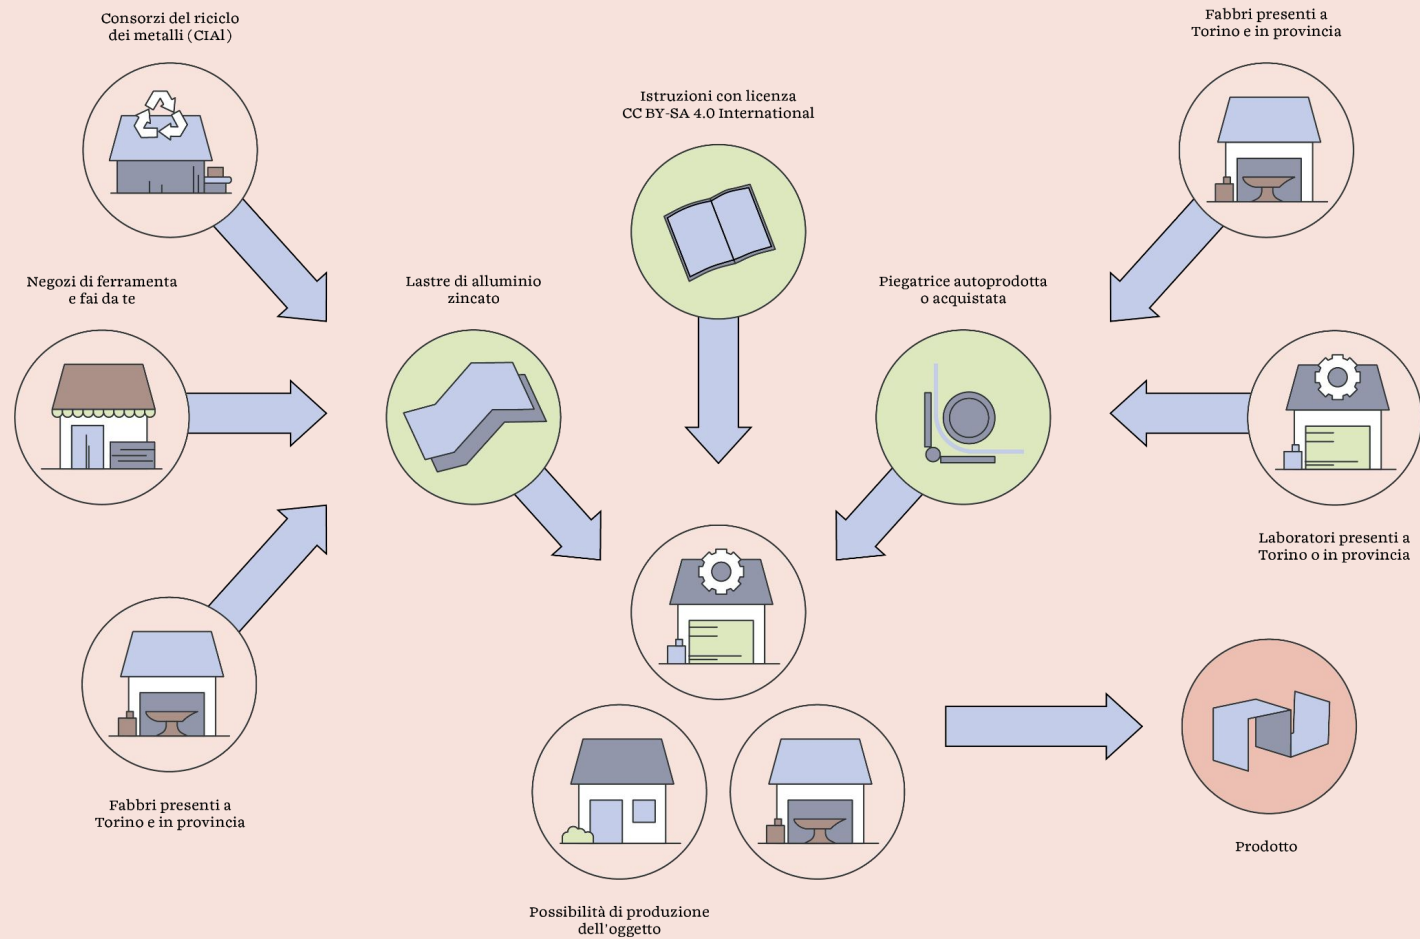 Consorzi del riciclo
dei metalli (CIAl)
Fabbri presenti a
Torino e in provincia
Istruzioni con licenza
CC BY-SA 4.0 International
Negozi di ferramenta
e fai da te
Lastre di alluminio
zincato
Piegatrice autoprodotta
o acquistata
Laboratori presenti a
Torino o in provincia
Fabbri presenti a
Torino e in provincia
Prodotto
Possibilità di produzione
dell'oggetto